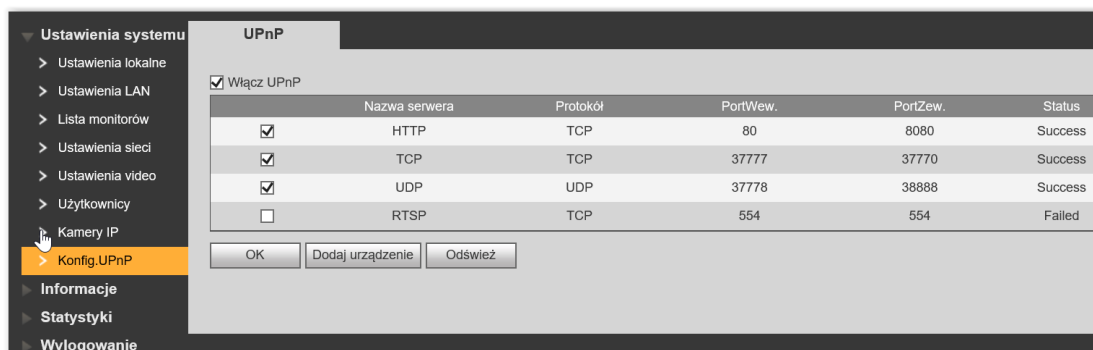 Ustawienia systemu
Ustawienia lokalne
Ustawienia LAN
Lista monitorów
Ustawienia sieci
Ustawienia video
Użytkownicy
Kamery IP
Konfig.UPnP
Informacje
Statystyki
Wylogowanie
UPnP
Włącz UPnP
Nazwa serwera Protokół PortWew. PortZew. Status
HTTP TCP 80 8080 Success
TCP TCP 37777 37770 Success
UDP UDP 37778 38888 Success
RTSP TCP 554 554 Failed
OK Dodaj urządzenie Odśwież